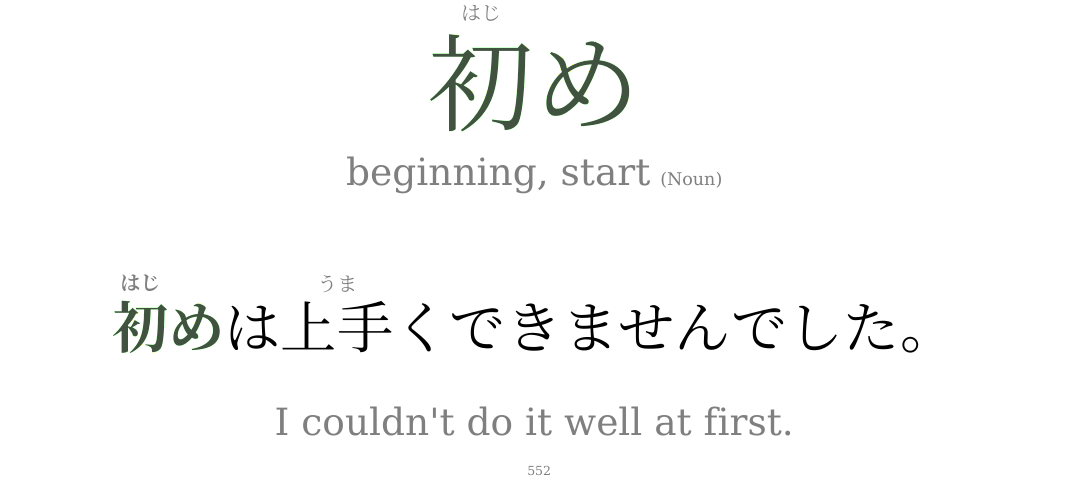 はじ
初め
beginning, start (Noun)
はじ うま
初めは上手くできませんでした。
I couldn't do it well at first.
552